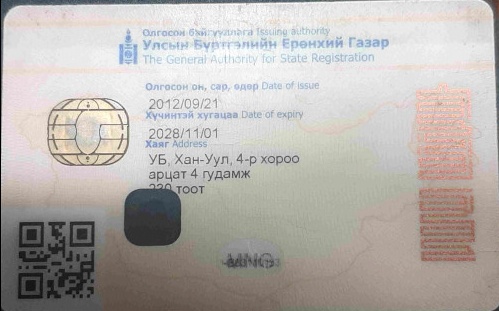 Олгосон байгууллага Issuing authority
Улсын Бүртгэлийн Ерөнхий Газар
The General Authority for State Registration
Олгосон он, сар, өдөр Date of issue
2012/09/21
Хүчинтэй хугацаа Date of expiry
2028/11/01
Хаяг Address
УБ, Хан-Уул, 4-р хороо
арцат 4 гудамж
239 тоот